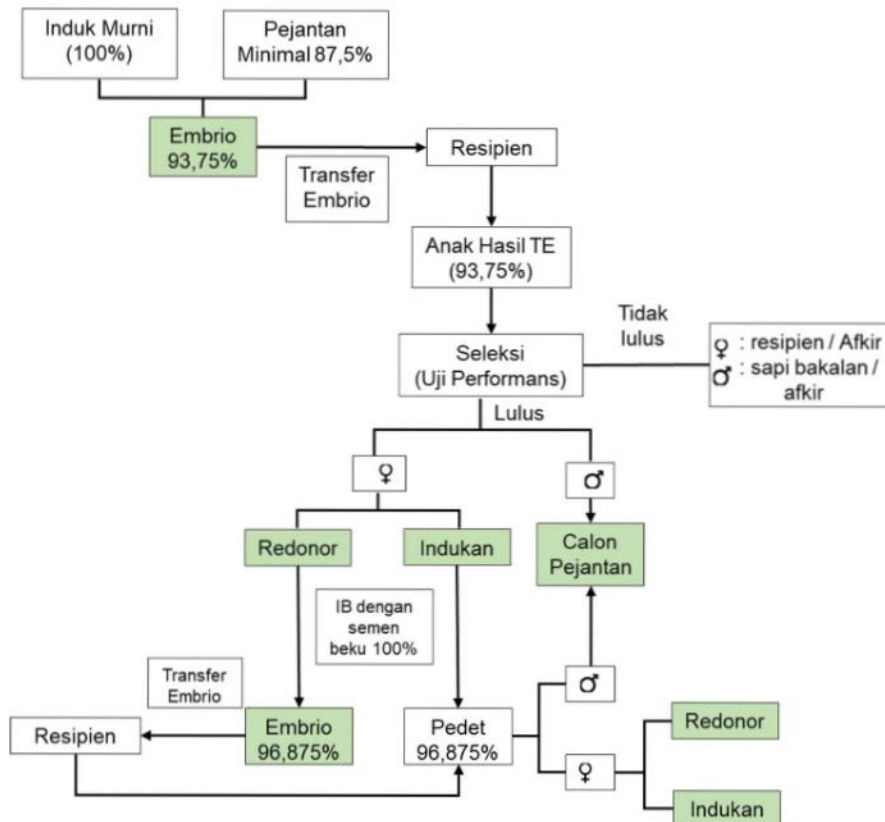 Induk Murni
(100%)
Pejantan
Minimal 87,5%
Embrio
93,75%
Transfer
Embrio
Resipien
Anak Hasil TE
(93,75%)
Seleksi
(Uji Performans)
Tidak
lulus
♀ : resipien / Afkir
♂ : sapi bakalan /
afkir
Lulus
♀
♂
Redonor
Indukan
Calon
Pejantan
IB dengan
semen
beku 100%
Transfer
Embrio
Resipien
Embrio
96,875%
Pedet
96,875%
♂
♀
Redonor
Indukan